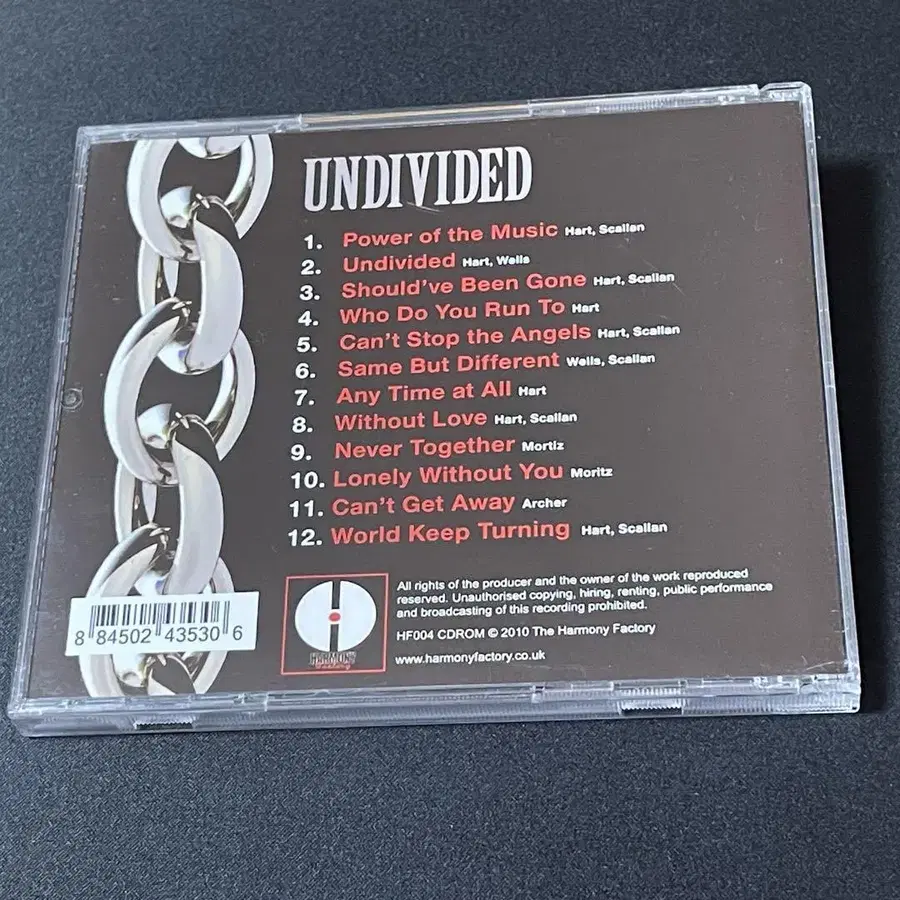 UNDIVIDED
1. Power of the Music Hart, Scallan
2. Undivided Hart, Wells
3. Should've Been Gone Hart, Scallan
4. Who Do You Run To Hart
5. Can't Stop the Angels Hart, Scallan
6. Same But Different Wells, Scallan
7. Any Time at All Hart
8. Without Love Hart, Scallan
9. Never Together Mortiz
10. Lonely Without You Moritz
11. Can't Get Away Archer
12. World Keep Turning Hart, Scallan
All rights of the producer and the owner of the work reproduced
reserved. Unauthorised copying, hiring, renting, public performance
and broadcasting of this recording prohibited.
HF004 CDROM © 2010 The Harmony Factory
www.harmonyfactory.co.uk
HARMONY
8 84502 43530 6